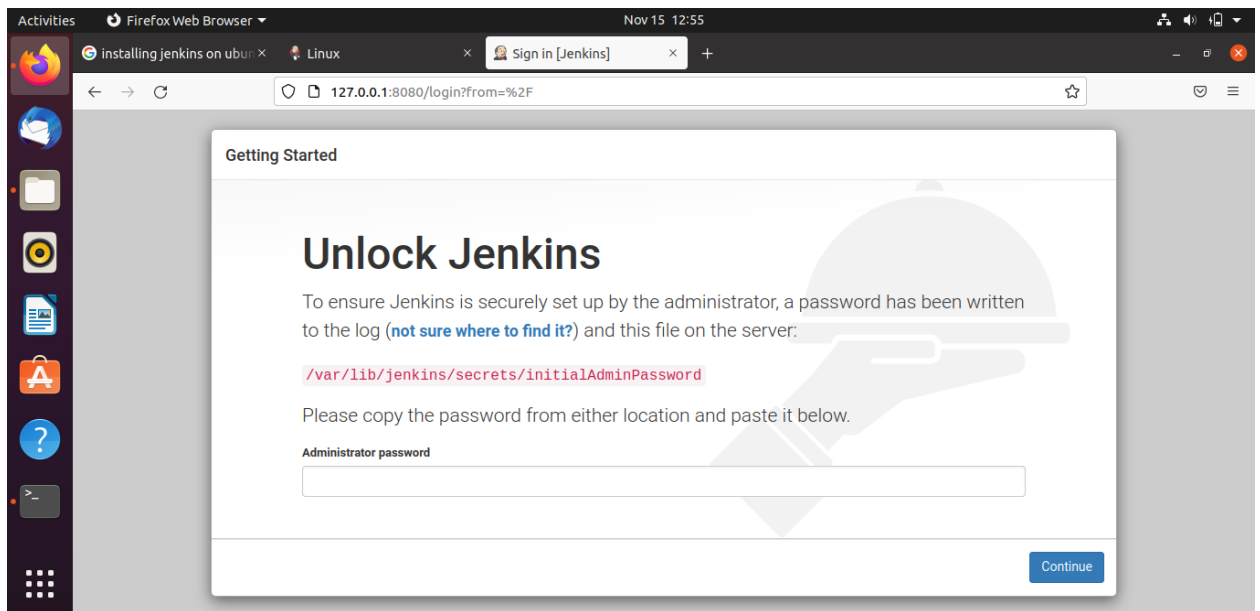 Activities Firefox Web Browser Nov 15 12:55
installing jenkins on ubun Linux Sign in [Jenkins]
127.0.0.1:8080/login?from=%2F
Getting Started
Unlock Jenkins
To ensure Jenkins is securely set up by the administrator, a password has been written
to the log (not sure where to find it?) and this file on the server:
/var/lib/jenkins/secrets/initialAdminPassword
Please copy the password from either location and paste it below.
Administrator password
Continue